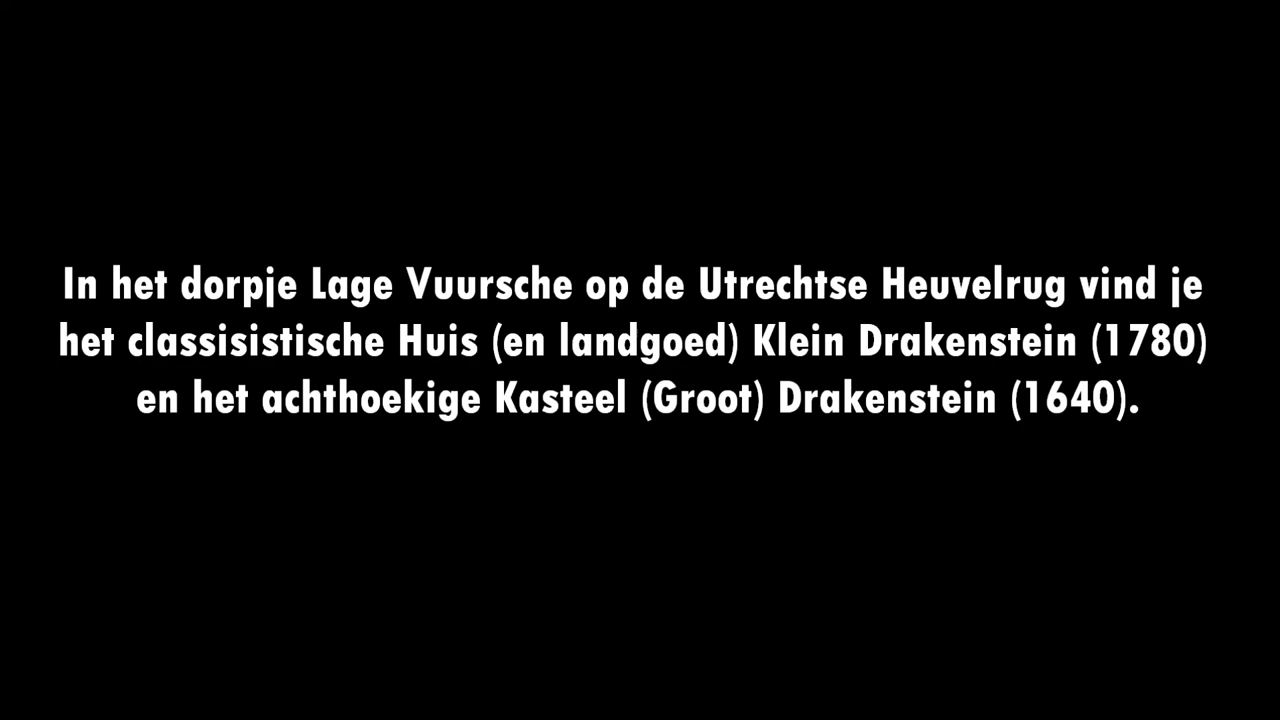 In het dorpje Lage Vuursche op de Utrechtse Heuvelrug vind je
het classisistische Huis (en landgoed) Klein Drakenstein (1780)
en het achthoekige Kasteel (Groot) Drakenstein (1640).